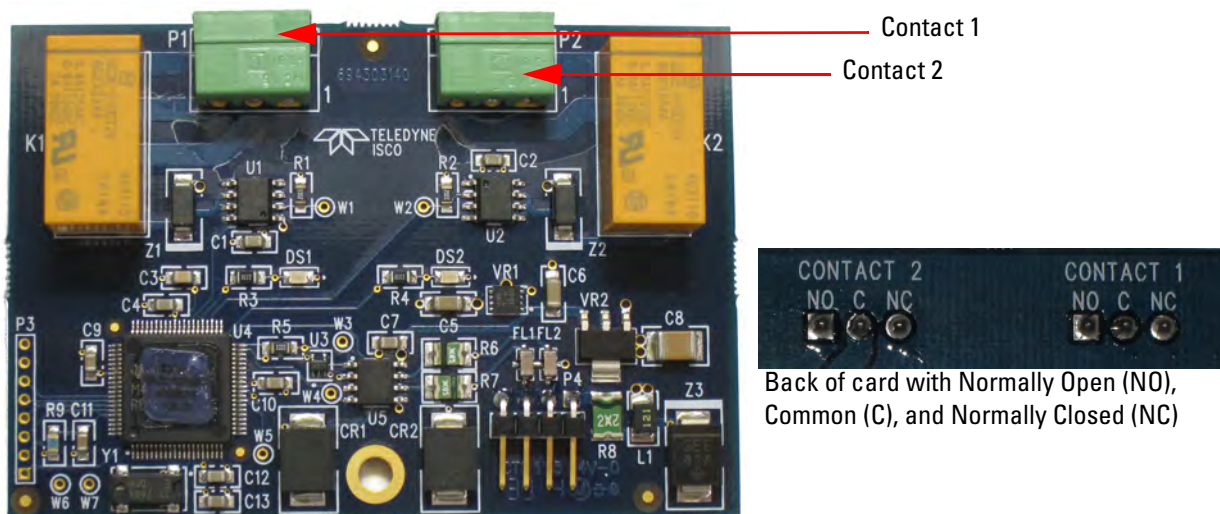 Contact 1
Contact 2
P1
P2
694303140
1
1
K1
K2
TELEDYNE
ISCO
U1
R1
R2
C2
W1
W2
U2
Z1
Z2
C1
C3
DS1
DS2
VR1
C6
R3
R4
C4
VR2
P3
C9
U4
R5
U3
W3
C7
C5
FL1
FL2
C8
R6
R7
W4
P4
C10
U5
Z3
R9
C11
CR1
CR2
2X2
121
R8
L1
W5
Y1
C12
W6
W7
C13
CONTACT 2
CONTACT 1
NO C NC
NO C NC
Back of card with Normally Open (NO),
Common (C), and Normally Closed (NC)